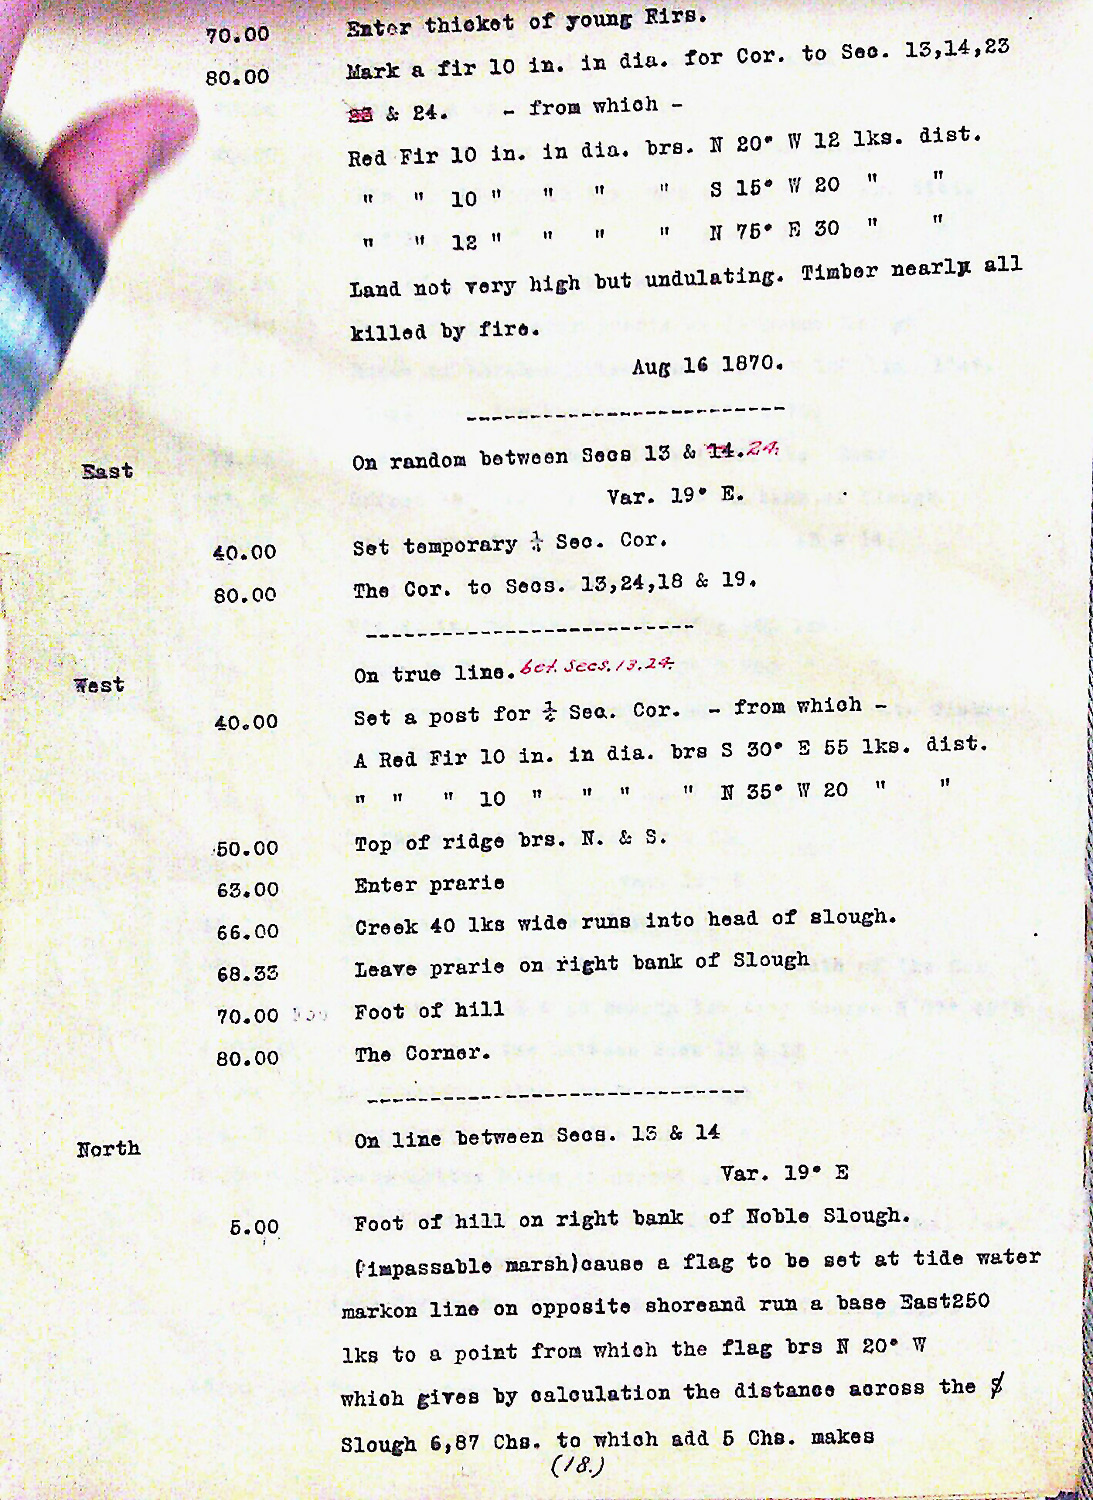 70.00 Enter thicket of young Firs.
80.00 Mark a fir 10 in. in dia. for Cor. to Sec. 13,14,23
23 & 24. - from which -
Red Fir 10 in. in dia. brs. N 20° W 12 lks. dist.
" " 10 " " " " S 15° W 20 " "
" " 12 " " " " N 75° E 30 " "
Land not very high but undulating. Timber nearly all
killed by fire.
Aug 16 1870.
East On random between Secs 13 & 14. 24.
Var. 19° E.
40.00 Set temporary ¼ Sec. Cor.
80.00 The Cor. to Secs. 13,24,18 & 19.
West On true line. bet. Secs. 13.24.
40.00 Set a post for ¼ Sec. Cor. - from which -
A Red Fir 10 in. in dia. brs S 30° E 55 lks. dist.
" " " 10 " " " " N 35° W 20 " "
50.00 Top of ridge brs. N. & S.
63.00 Enter prarie
66.00 Creek 40 lks wide runs into head of slough.
68.33 Leave prarie on right bank of Slough
70.00 Foot of hill
80.00 The Corner.
North On line between Secs. 13 & 14
Var. 19° E
5.00 Foot of hill on right bank of Noble Slough.
(impassable marsh)cause a flag to be set at tide water
markon line on opposite shoreand run a base East250
lks to a point from which the flag brs N 20° W
which gives by calculation the distance across the S
Slough 6,87 Chs. to which add 5 Chs. makes
(18.)